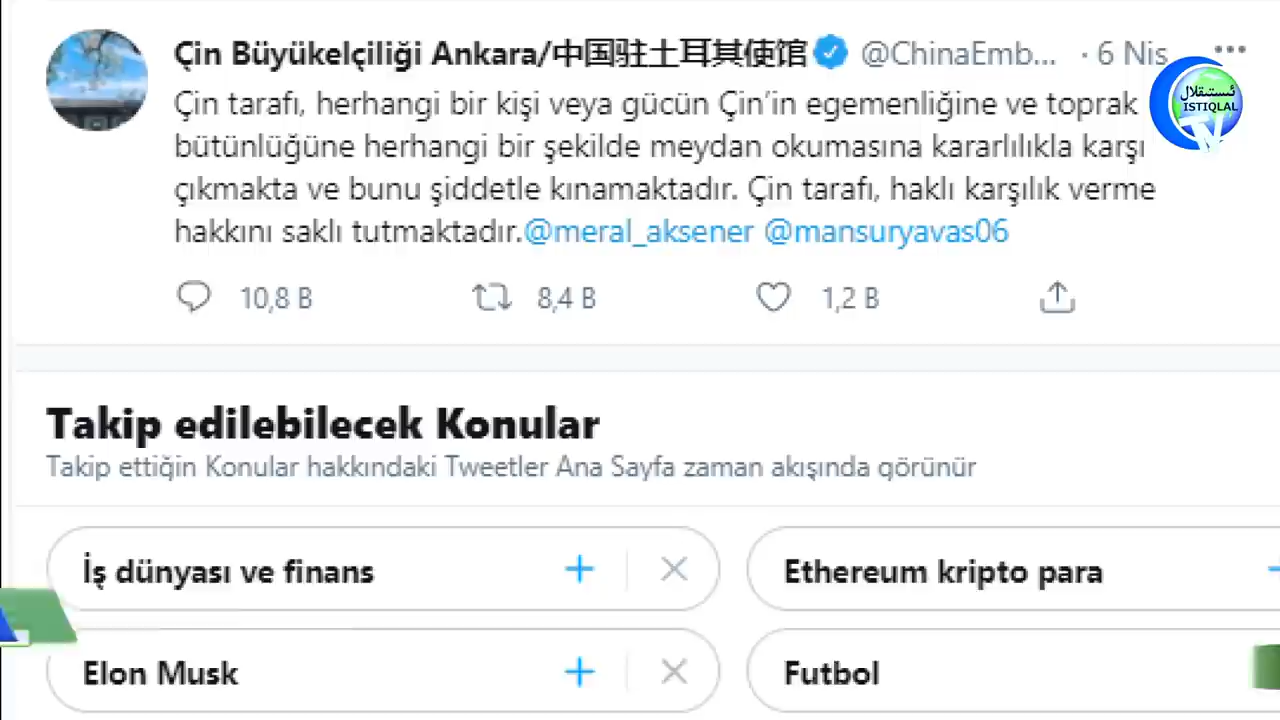 Çin Büyükelçiliği Ankara/中国驻土耳其使馆 @ChinaEmb... · 6 Nis
Çin tarafı, herhangi bir kişi veya gücün Çin'in egemenliğine ve toprak
bütünlüğüne herhangi bir şekilde meydan okumasına kararlılıkla karşı
çıkmakta ve bunu şiddetle kınamaktadır. Çin tarafı, haklı karşılık verme
hakkını saklı tutmaktadır.@meral_aksener @mansuryavas06
10,8 B 8,4 B 1,2 B
ئىستىقلال
ISTIQLAL
TV
Takip edilebilecek Konular
Takip ettiğin Konular hakkındaki Tweetler Ana Sayfa zaman akışında görünür
İş dünyası ve finans
Ethereum kripto para
Elon Musk
Futbol